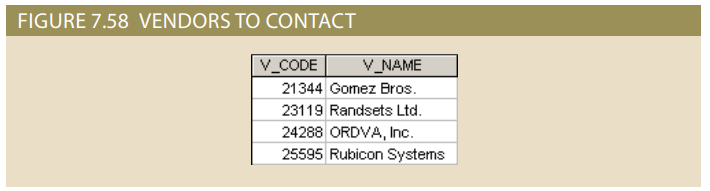 FIGURE 7.58 VENDORS TO CONTACT
V_CODE V_NAME
21344 Gomez Bros.
23119 Randsets Ltd.
24288 ORDVA, Inc.
25595 Rubicon Systems